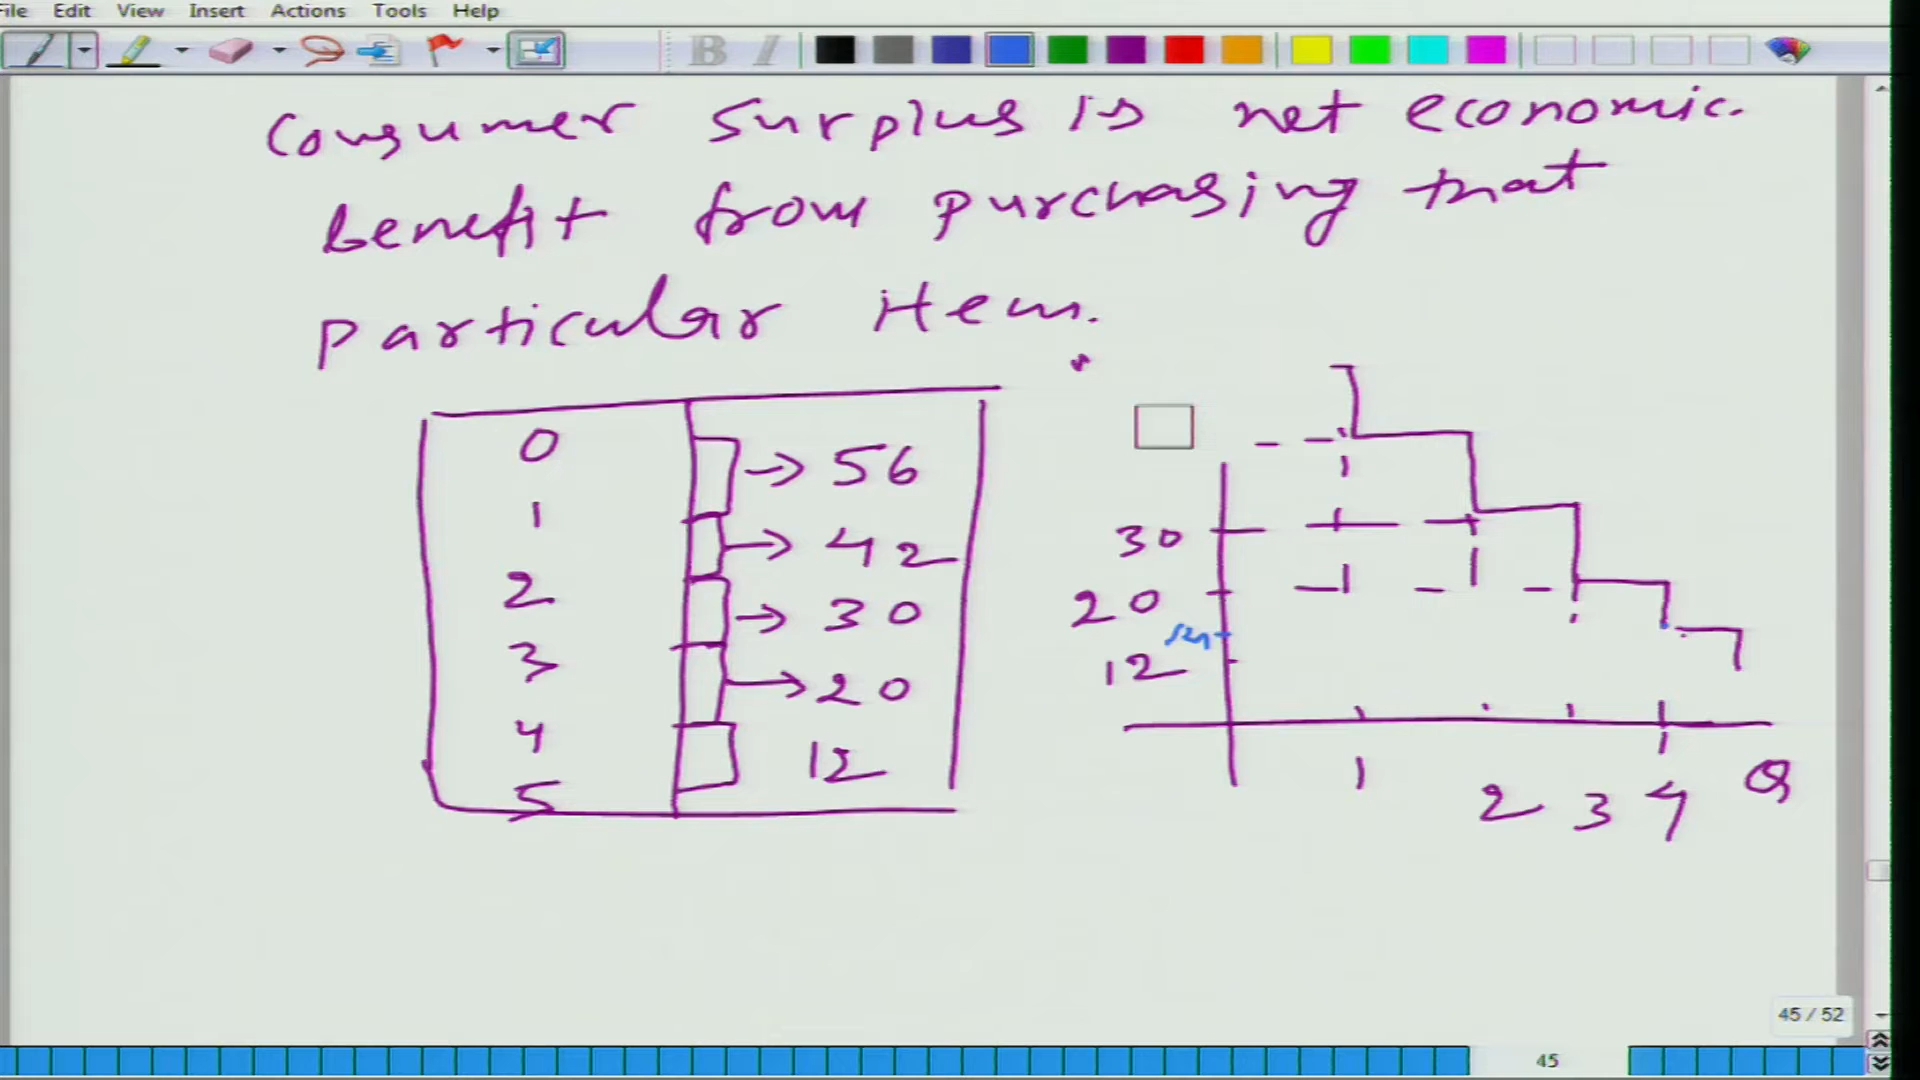 File Edit View Insert Actions Tools Help
B I
Consumer surplus is net economic
benefit from purchasing that
particular item.
0
→ 56
1
→ 42
2
→ 30
3
→ 20
4
12
5
30
20
12
1 2 3 4 Q
45 / 52
45